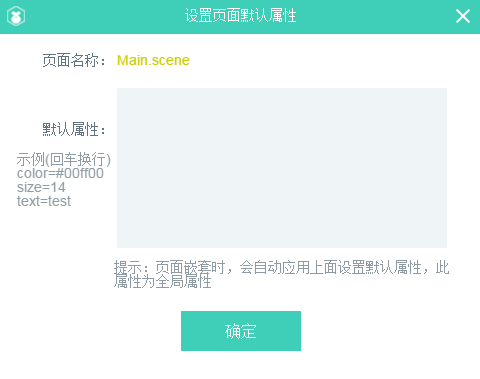 设置页面默认属性
页面名称： Main.scene
默认属性：
示例(回车换行)
color=#00ff00
size=14
text=test
提示：页面嵌套时，会自动应用上面设置默认属性，此
属性为全局属性
确定